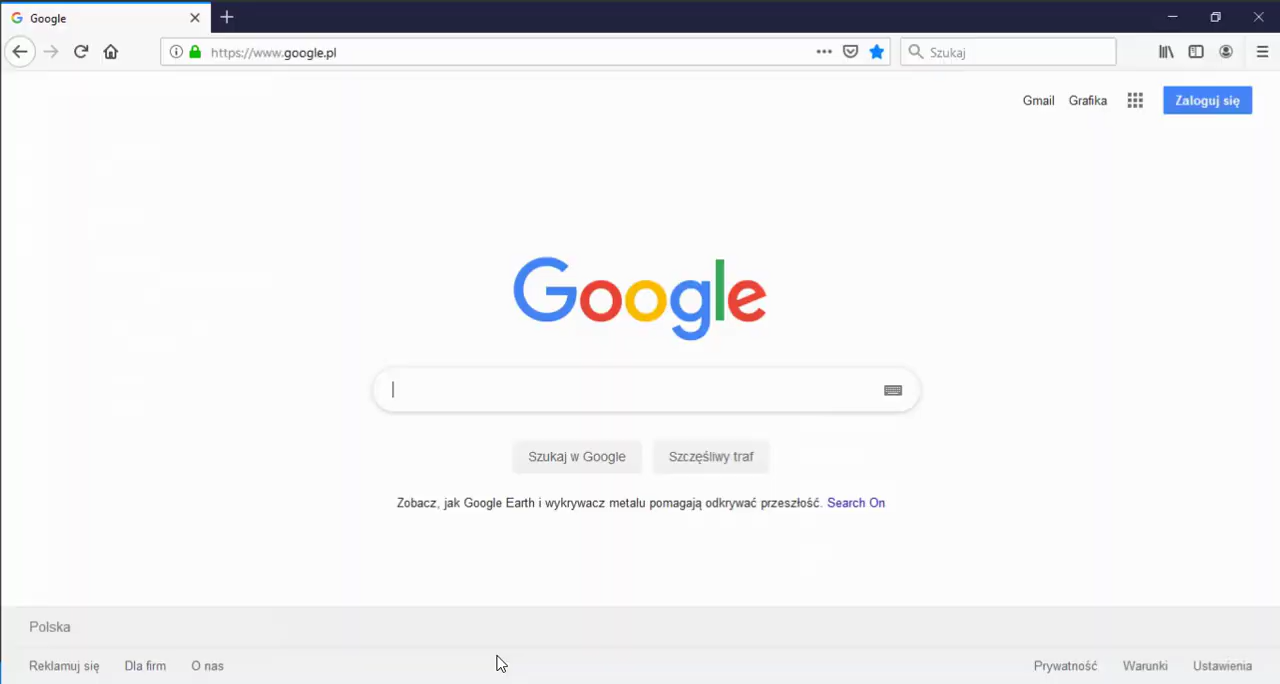 Google
https://www.google.pl
Szukaj
Gmail Grafika Zaloguj się
Google
Szukaj w Google Szczęśliwy traf
Zobacz, jak Google Earth i wykrywacz metalu pomagają odkrywać przeszłość. Search On
Polska
Reklamuj się Dla firm O nas Prywatność Warunki Ustawienia